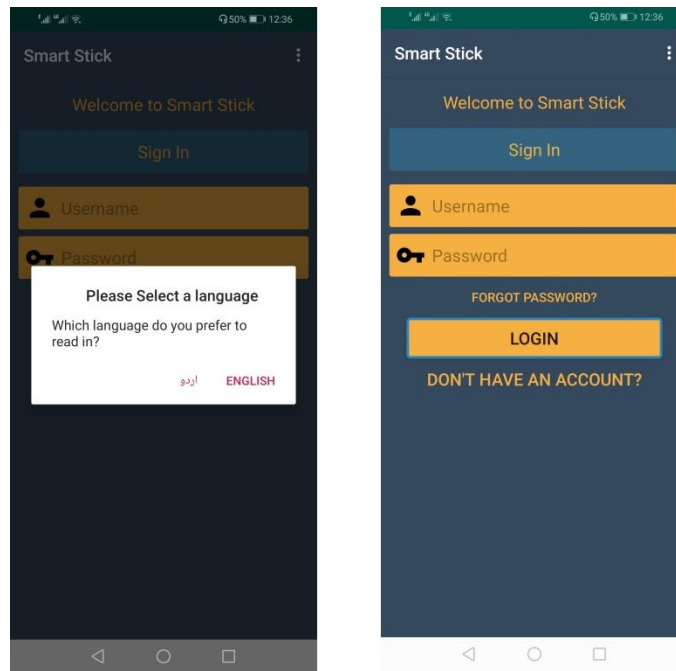 50% 12:36
Smart Stick
Welcome to Smart Stick
Sign In
Username
Password
Please Select a language
Which language do you prefer to
read in?
اردو ENGLISH
50% 12:36
Smart Stick
Welcome to Smart Stick
Sign In
Username
Password
FORGOT PASSWORD?
LOGIN
DON'T HAVE AN ACCOUNT?